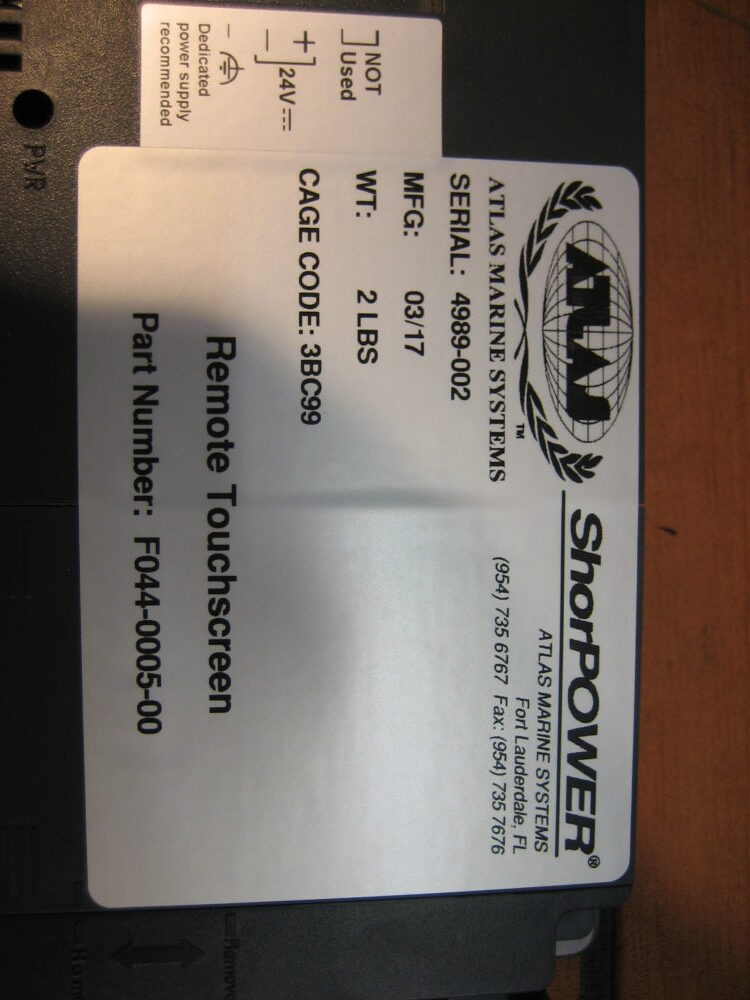 ATLAS
ATLAS MARINE SYSTEMS™
ShorPOWER®
ATLAS MARINE SYSTEMS
Fort Lauderdale, FL
(954) 735 6767 Fax: (954) 735 7676
SERIAL: 4989-002
MFG: 03/17
WT: 2 LBS
CAGE CODE: 3BC99
Remote Touchscreen
Part Number: F044-0005-00
NOT
Used
+
− 24V
−
Dedicated
power supply
recommended
PWR